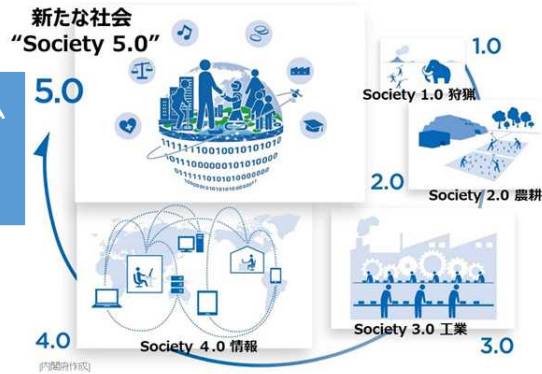 新たな社会
“Society 5.0”
5.0
1.0
Society 1.0 狩猟
2.0
Society 2.0 農耕
Society 3.0 工業
3.0
4.0
Society 4.0 情報
[内閣府作成]